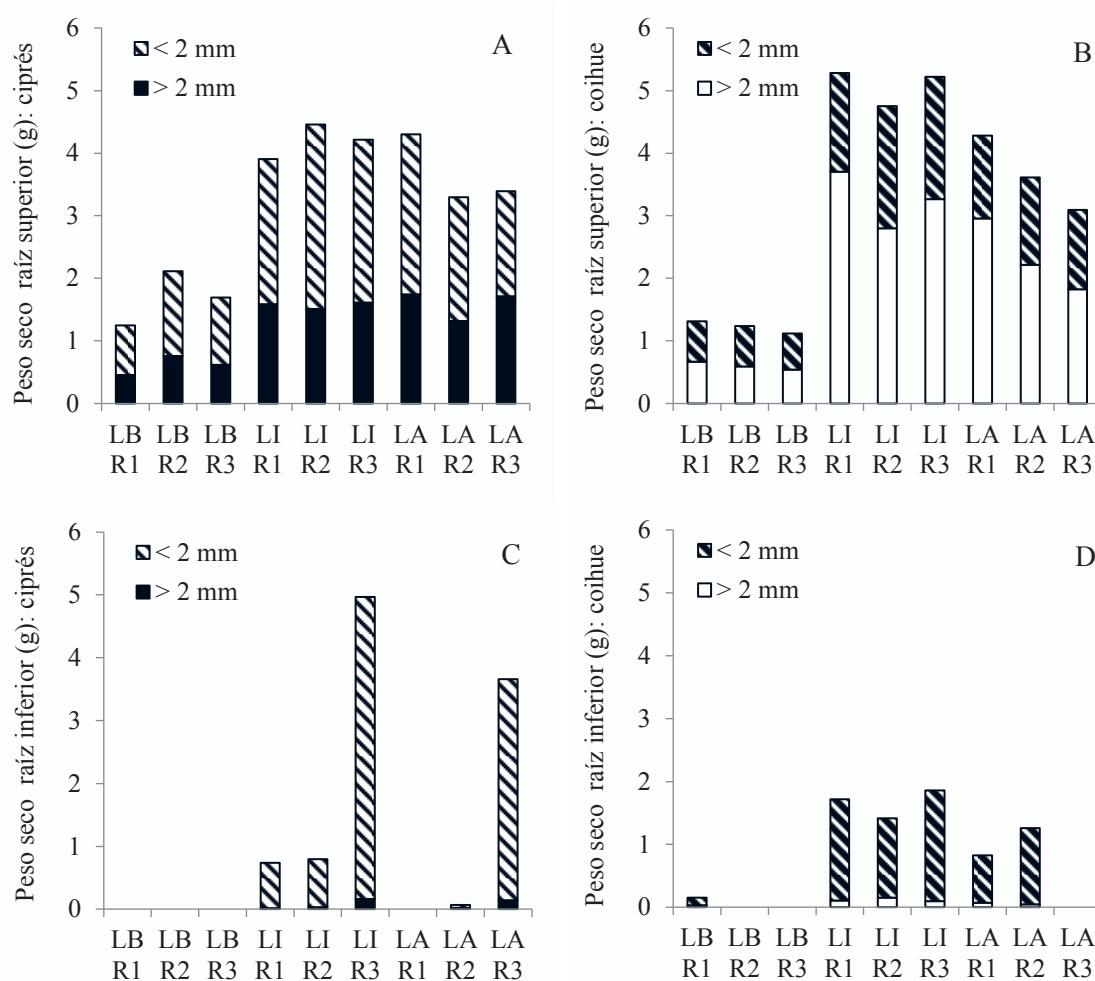 A
Peso seco raíz superior (g): ciprés
< 2 mm
> 2 mm
6
5
4
3
2
1
0
LB LB LB LI LI LI LA LA LA
R1 R2 R3 R1 R2 R3 R1 R2 R3
B
Peso seco raíz superior (g): coihue
< 2 mm
> 2 mm
6
5
4
3
2
1
0
LB LB LB LI LI LI LA LA LA
R1 R2 R3 R1 R2 R3 R1 R2 R3
C
Peso seco raíz inferior (g): ciprés
< 2 mm
> 2 mm
6
5
4
3
2
1
0
LB LB LB LI LI LI LA LA LA
R1 R2 R3 R1 R2 R3 R1 R2 R3
D
Peso seco raíz inferior (g): coihue
< 2 mm
> 2 mm
6
5
4
3
2
1
0
LB LB LB LI LI LI LA LA LA
R1 R2 R3 R1 R2 R3 R1 R2 R3